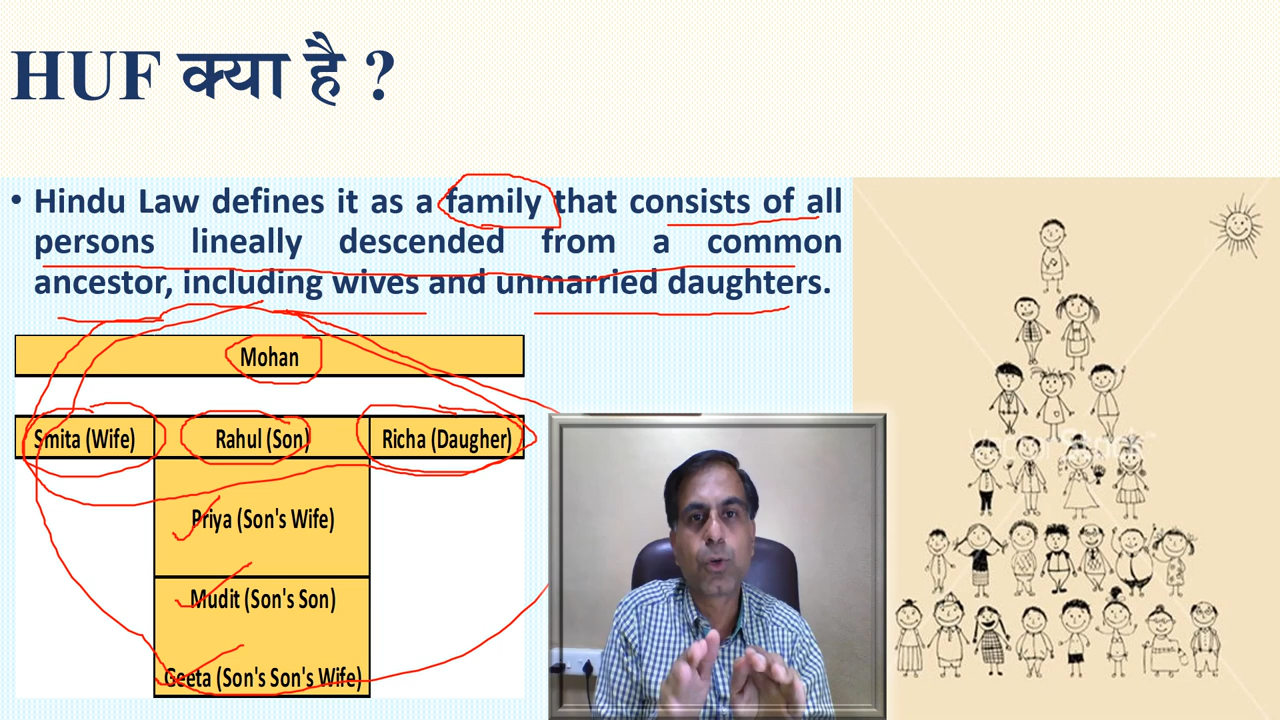 HUF क्या है ?
• Hindu Law defines it as a family that consists of all
persons lineally descended from a common
ancestor, including wives and unmarried daughters.
Mohan
Smita (Wife)
Rahul (Son)
Richa (Daugher)
Priya (Son's Wife)
Mudit (Son's Son)
Geeta (Son's Son's Wife)